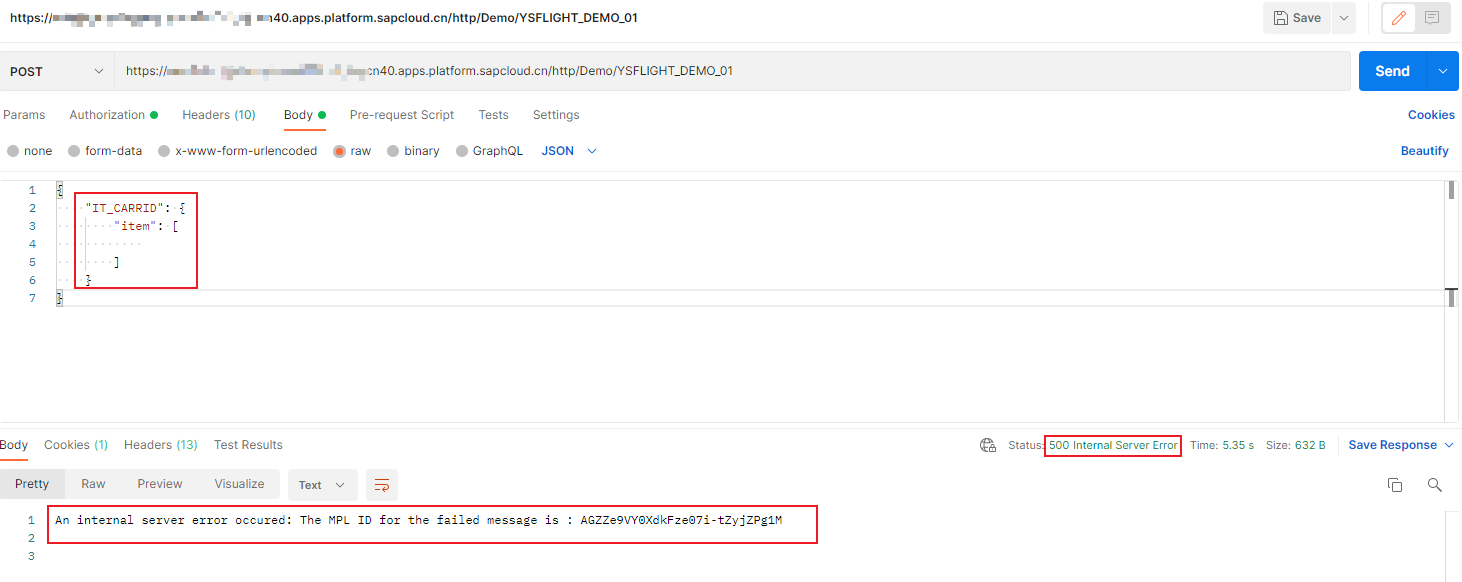 https:// n40.apps.platform.sapcloud.cn/http/Demo/YSFLIGHT_DEMO_01
Save
POST
https:// cn40.apps.platform.sapcloud.cn/http/Demo/YSFLIGHT_DEMO_01
Send
Params Authorization Headers (10) Body Pre-request Script Tests Settings Cookies
none form-data x-www-form-urlencoded raw binary GraphQL JSON Beautify
1 {
2 "IT_CARRID": {
3 "item": [
4
5 ]
6 }
7 }
Body Cookies (1) Headers (13) Test Results Status: 500 Internal Server Error Time: 5.35 s Size: 632 B Save Response
Pretty Raw Preview Visualize Text
1 An internal server error occured: The MPL ID for the failed message is : AGZZe9VY0XdkFze07i-tZyjZPg1M
2
3